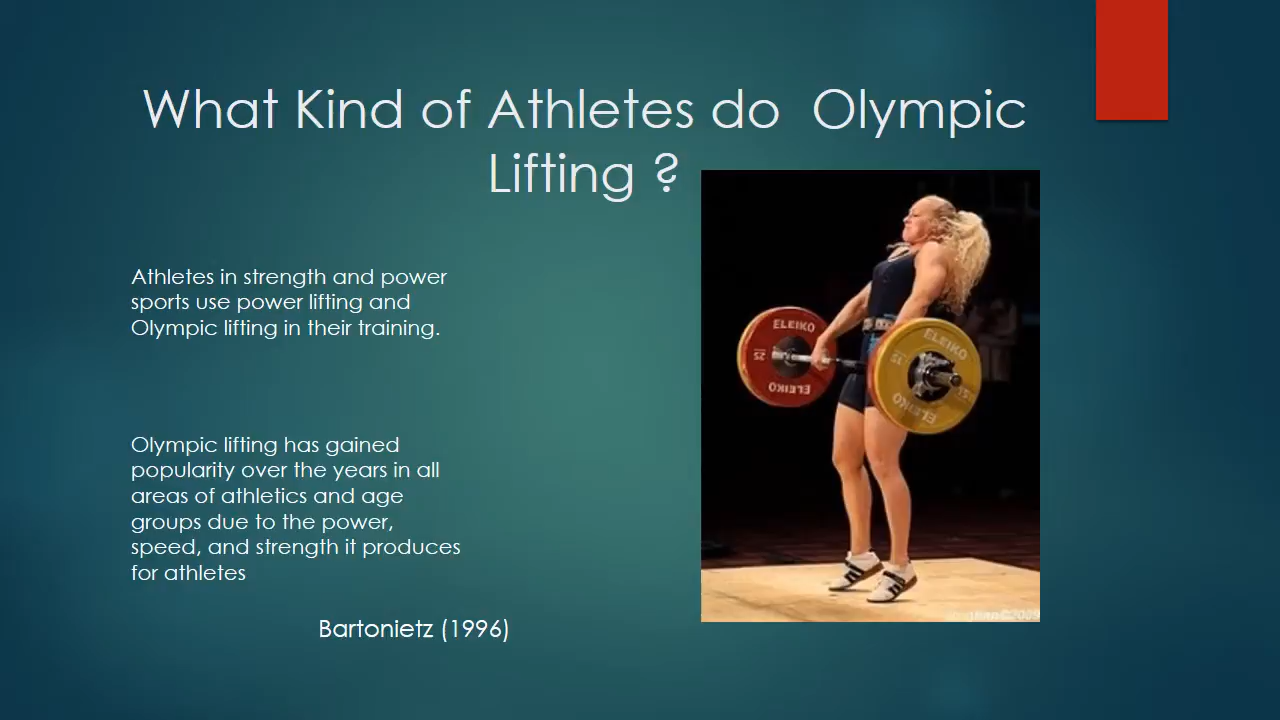 What Kind of Athletes do  Olympic
Lifting ?
Athletes in strength and power
sports use power lifting and
Olympic lifting in their training.
Olympic lifting has gained
popularity over the years in all
areas of athletics and age
groups due to the power,
speed, and strength it produces
for athletes
Bartonietz (1996)
ELEIKO
25
ELEIKO
ELEIKO
25
25
ELEIKO
©2009